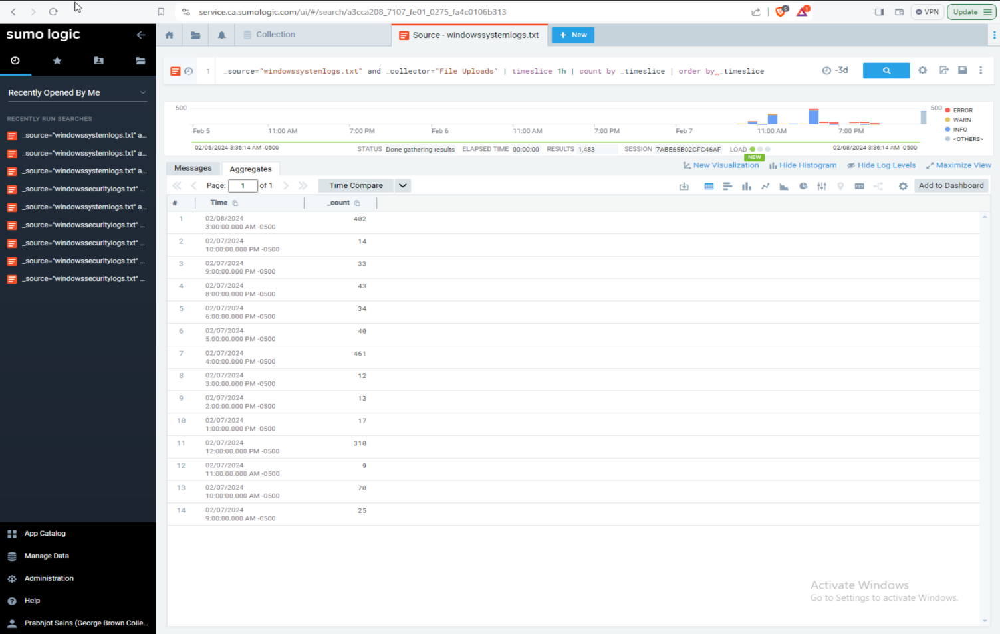 service.ca.sumologic.com/ui/#/search/a3cca208_7107_fe01_0275_fa4c0106b313
VPN
Update
sumo logic
Collection
Source - windowssystemlogs.txt
+ New
1 _source="windowssystemlogs.txt" and _collector="File Uploads" | timeslice 1h | count by _timeslice | order by _timeslice
-3d
Recently Opened By Me
RECENTLY RUN SEARCHES
_source="windowssystemlogs.txt" a...
_source="windowssystemlogs.txt" a...
_source="windowssystemlogs.txt" a...
_source="windowssecuritylogs.txt" ...
_source="windowssystemlogs.txt" a...
_source="windowssecuritylogs.txt" ...
_source="windowssecuritylogs.txt" ...
_source="windowssecuritylogs.txt" ...
_source="windowssecuritylogs.txt" ...
App Catalog
Manage Data
Administration
Help
Prabhjot Sains (George Brown Colle...
500
500
ERROR
WARN
INFO
<OTHERS>
Feb 5
11:00 AM
7:00 PM
Feb 6
11:00 AM
7:00 PM
Feb 7
11:00 AM
7:00 PM
02/05/2024 3:36:14 AM -0500
STATUS Done gathering results
ELAPSED TIME 00:00:00
RESULTS 1,483
SESSION 7ABE65B02CFC46AF
LOAD
02/08/2024 3:36:14 AM -0500
NEW
Messages
Aggregates
New Visualization
Hide Histogram
Hide Log Levels
Maximize View
Page: 1 of 1
Time Compare
Add to Dashboard
# Time _count
1 02/08/2024 402
3:00:00.000 AM -0500
2 02/07/2024 14
10:00:00.000 PM -0500
3 02/07/2024 33
9:00:00.000 PM -0500
4 02/07/2024 43
8:00:00.000 PM -0500
5 02/07/2024 34
6:00:00.000 PM -0500
6 02/07/2024 40
5:00:00.000 PM -0500
7 02/07/2024 461
4:00:00.000 PM -0500
8 02/07/2024 12
3:00:00.000 PM -0500
9 02/07/2024 13
2:00:00.000 PM -0500
10 02/07/2024 17
1:00:00.000 PM -0500
11 02/07/2024 310
12:00:00.000 PM -0500
12 02/07/2024 9
11:00:00.000 AM -0500
13 02/07/2024 70
10:00:00.000 AM -0500
14 02/07/2024 25
9:00:00.000 AM -0500
Activate Windows
Go to Settings to activate Windows.